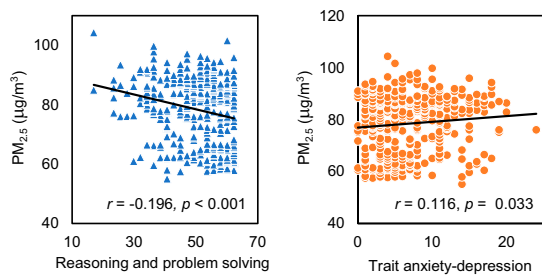 PM2.5 (µg/m3)
100
80
60
40
r = -0.196, p < 0.001
10 30 50 70
Reasoning and problem solving
PM2.5 (µg/m3)
120
100
80
60
40
r = 0.116, p = 0.033
0 10 20
Trait anxiety-depression